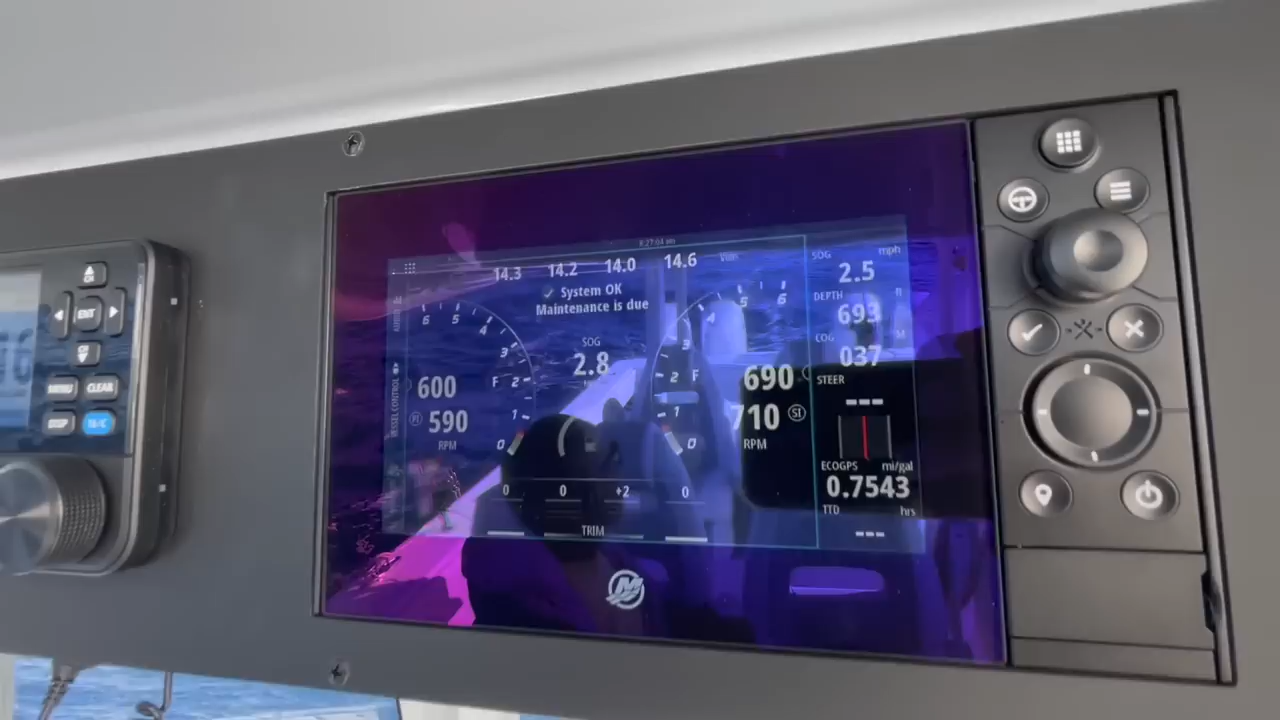 8:27:04 am
14.3 14.2 14.0 14.6 Volts
System OK
Maintenance is due
SOG mph
2.5
DEPTH ft
693
COG M
037
STEER
---
ECOGPS mi/gal
0.7543
TTD hrs
---
6 5 4 3 2 1 0
F
SOG
2.8
6 5 4 3 2 1 0
F
600
PI 590
RPM
690
710 SI
RPM
0 0 +2 0
TRIM
VESSEL CONTROL
CH
ENT
MENU CLEAR
DISP 16/C